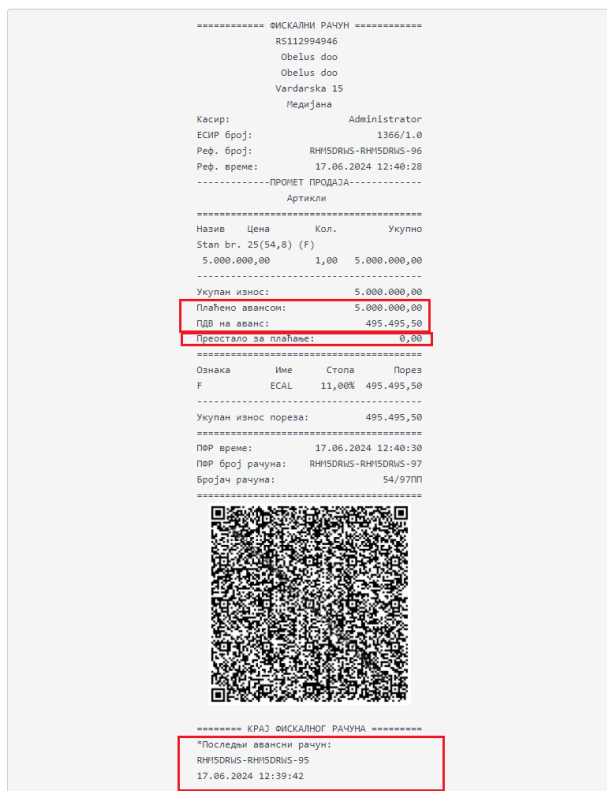 ============ ФИСКАЛНИ РАЧУН ============
RS112994946
Obelus doo
Obelus doo
Vardarska 15
Медијана
Касир: Administrator
ЕСИР број: 1366/1.0
Реф. број: RHM5DRWS-RHM5DRWS-96
Реф. време: 17.06.2024 12:40:28
-------------ПРОМЕТ ПРОДАЈА-------------
Артикли
========================================
Назив Цена Кол. Укупно
Stan br. 25(54,8) (F)
5.000.000,00 1,00 5.000.000,00
----------------------------------------
Укупан износ: 5.000.000,00
Плаћено авансом: 5.000.000,00
ПДВ на аванс: 495.495,50
Преостало за плаћање: 0,00
========================================
Ознака Име Стопа Порез
F ECAL 11,00% 495.495,50
----------------------------------------
Укупан износ пореза: 495.495,50
========================================
ПФР време: 17.06.2024 12:40:30
ПФР број рачуна: RHM5DRWS-RHM5DRWS-97
Бројач рачуна: 54/97ПП
========================================
======== КРАЈ ФИСКАЛНОГ РАЧУНА =========
*Последњи авансни рачун:
RHM5DRWS-RHM5DRWS-95
17.06.2024 12:39:42